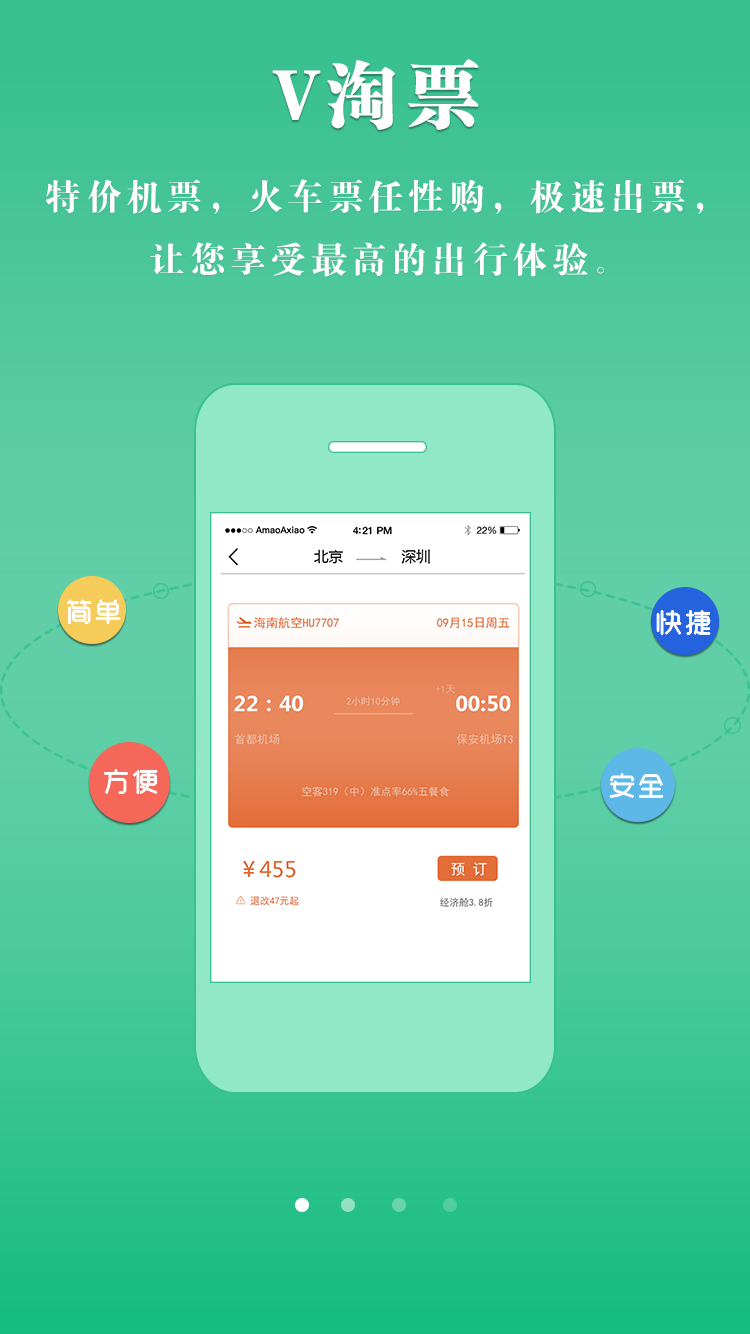 V淘票
特价机票，火车票任性购，极速出票，
让您享受最高的出行体验。
AmaoAxiao 4:21 PM 22%
北京 深圳
简单
快捷
海南航空HU7707 09月15日周五
+1天
22：40 2小时10分钟 00:50
首都机场 保安机场T3
方便
安全
空客319（中）准点率66%五餐食
￥455 预 订
退改47元起 经济舱3.8折